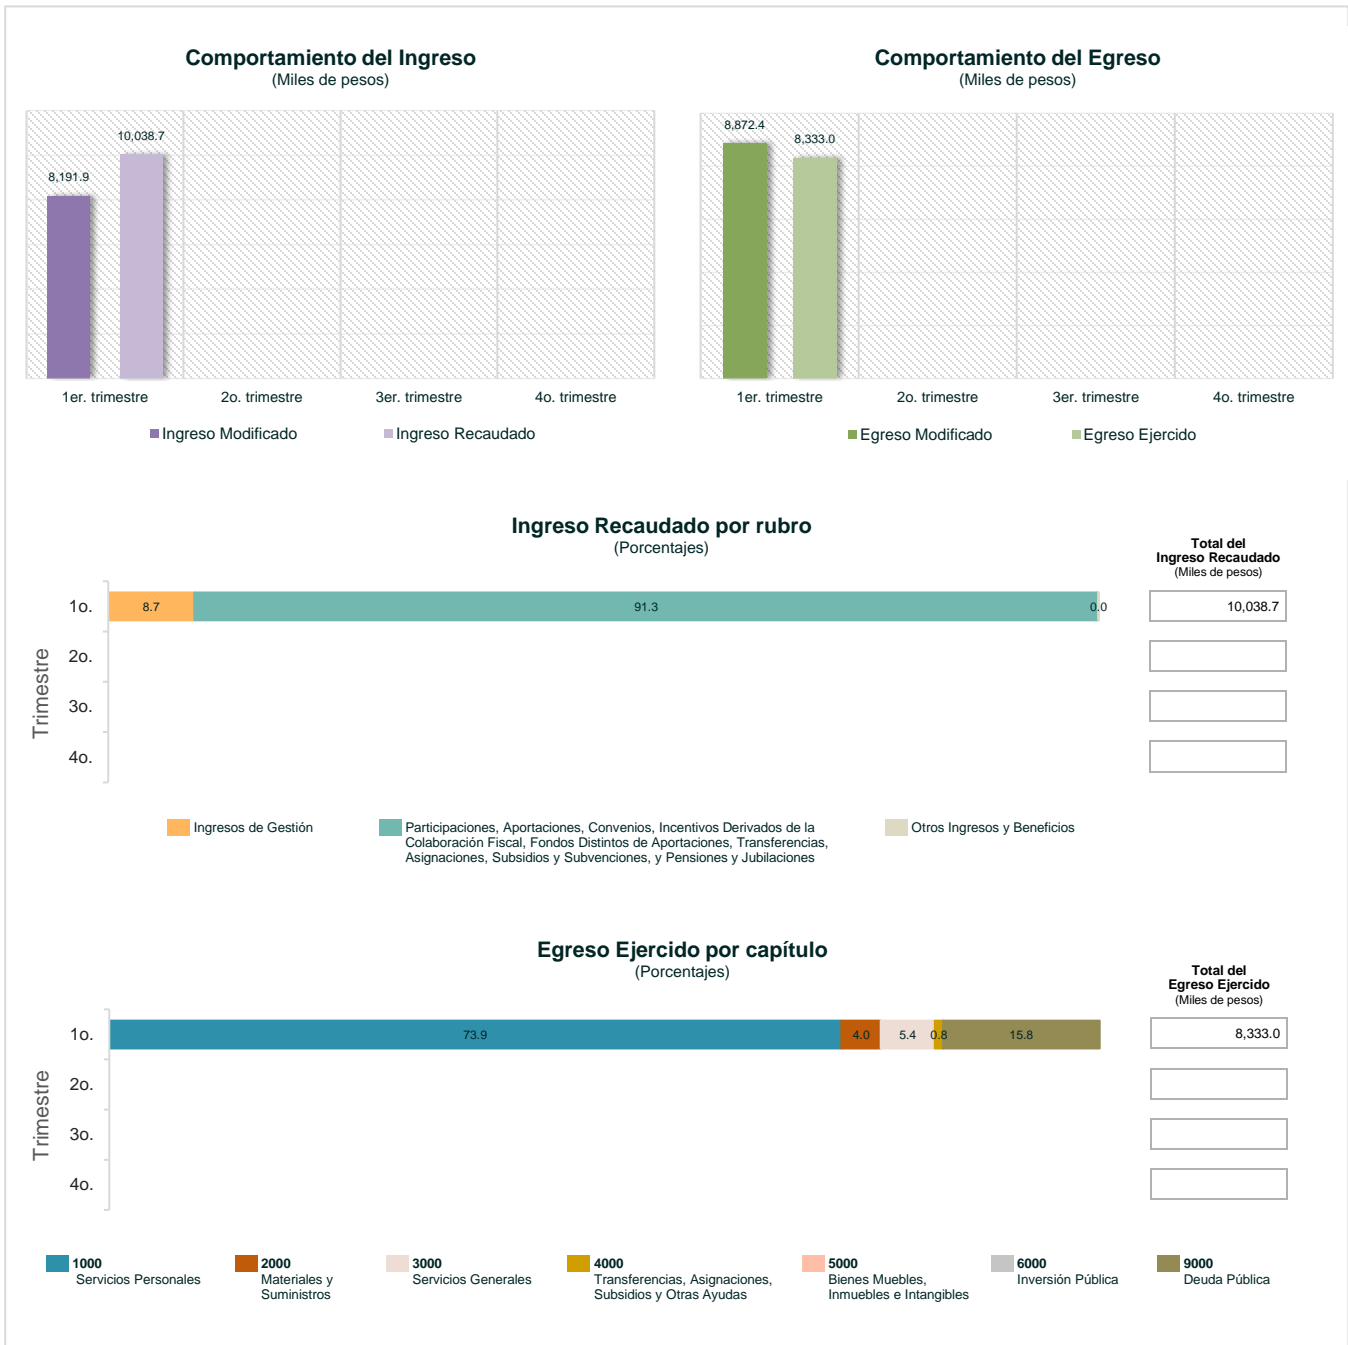 Comportamiento del Ingreso
(Miles de pesos)
10,038.7
8,191.9
1er. trimestre
2o. trimestre
3er. trimestre
4o. trimestre
Ingreso Modificado
Ingreso Recaudado
Comportamiento del Egreso
(Miles de pesos)
8,872.4
8,333.0
1er. trimestre
2o. trimestre
3er. trimestre
4o. trimestre
Egreso Modificado
Egreso Ejercido
Ingreso Recaudado por rubro
(Porcentajes)
Total del
Ingreso Recaudado
(Miles de pesos)
Trimestre
1o.
8.7
91.3
0.0
10,038.7
2o.
3o.
4o.
Ingresos de Gestión
Participaciones, Aportaciones, Convenios, Incentivos Derivados de la
Colaboración Fiscal, Fondos Distintos de Aportaciones, Transferencias,
Asignaciones, Subsidios y Subvenciones, y Pensiones y Jubilaciones
Otros Ingresos y Beneficios
Egreso Ejercido por capítulo
(Porcentajes)
Total del
Egreso Ejercido
(Miles de pesos)
Trimestre
1o.
73.9
4.0
5.4
0.8
15.8
8,333.0
2o.
3o.
4o.
1000
Servicios Personales
2000
Materiales y
Suministros
3000
Servicios Generales
4000
Transferencias, Asignaciones,
Subsidios y Otras Ayudas
5000
Bienes Muebles,
Inmuebles e Intangibles
6000
Inversión Pública
9000
Deuda Pública